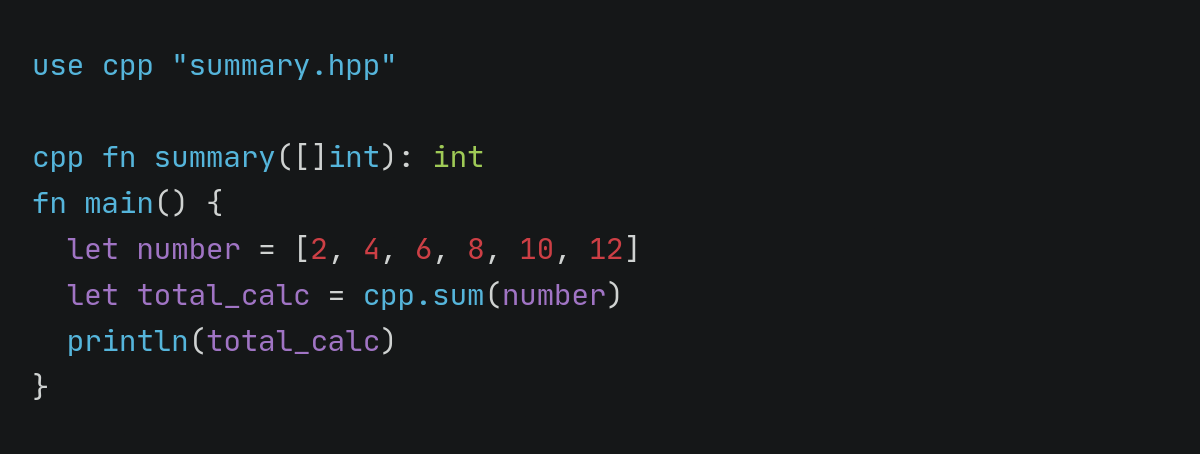 use cpp "summary.hpp"

cpp fn summary([]int): int
fn main() {
  let number = [2, 4, 6, 8, 10, 12]
  let total_calc = cpp.sum(number)
  println(total_calc)
}